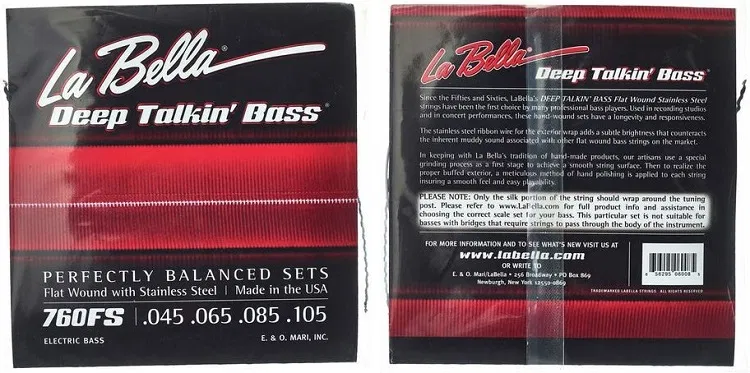 La Bella®
Deep Talkin' Bass®
PERFECTLY BALANCED SETS
Flat Wound with Stainless Steel | Made in the USA
760FS | .045 .065 .085 .105
ELECTRIC BASS E. & O. MARI, INC.
La Bella®
Deep Talkin' Bass®
Since the Fifties and Sixties, LaBella's DEEP TALKIN' BASS Flat Wound Stainless Steel
strings have been the first choice by many professional bass players. Used in recording studios
and in concert performances, these hand-wound sets have a longevity and responsiveness.
The stainless steel ribbon wire for the exterior wrap adds a subtle brightness that counteracts
the inherent muddy sound associated with other flat wound bass strings on the market.
In keeping with La Bella's tradition of hand-made products, our artisans use a special
grinding process as a first step to achieve a smooth string surface. Then to realize the
proper buffed exterior, a meticulous method of hand polishing is applied to each string
insuring a smooth feel and easy playability.
PLEASE NOTE: Only the silk portion of the string should wrap around the tuning
post. Please refer to www.LaBella.com for full product info and assistance in
choosing the correct scale set for your bass. This particular set is not suitable for
basses with bridges that require strings to pass through the body of the instrument.
FOR MORE INFORMATION AND TO SEE WHAT'S NEW VISIT US AT
www.labella.com
OR WRITE TO
E. & O. Mari/LaBella • 256 Broadway • PO Box 869
Newburgh, New York 12550-0869
6 56295 06008 5
TRADEMARKED LABELLA STRINGS. ALL RIGHTS RESERVED